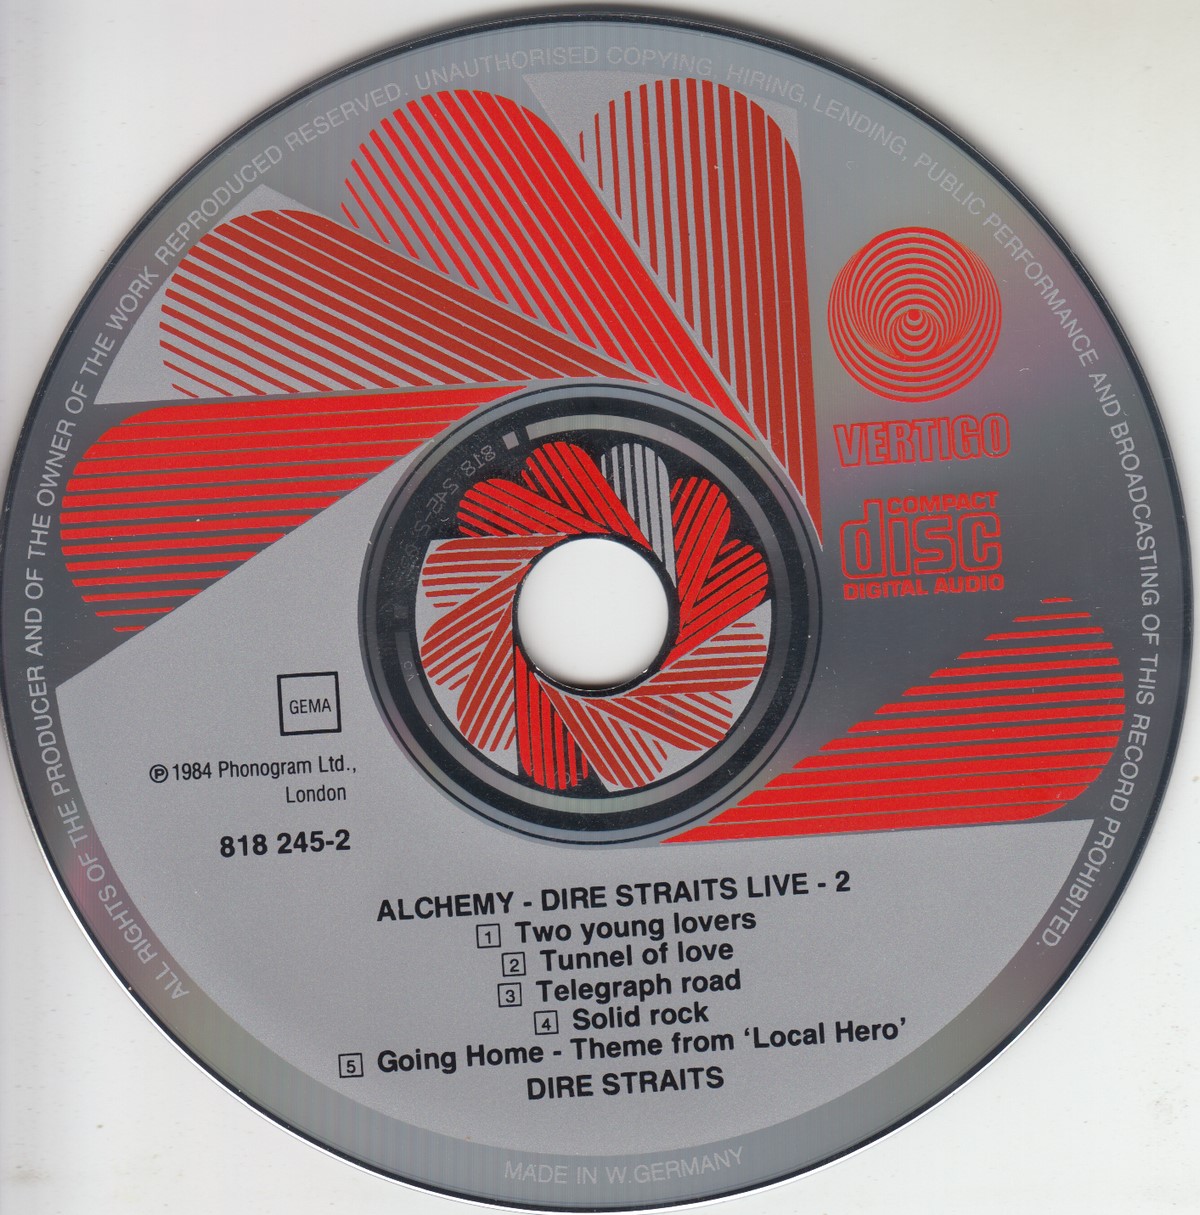 ALL RIGHTS OF THE PRODUCER AND OF THE OWNER OF THE WORK REPRODUCED RESERVED. UNAUTHORISED COPYING, HIRING, LENDING, PUBLIC PERFORMANCE AND BROADCASTING OF THIS RECORD PROHIBITED.
VERTIGO
COMPACT
disc
DIGITAL AUDIO
818 245-2
GEMA
℗ 1984 Phonogram Ltd.,
London
818 245-2
ALCHEMY - DIRE STRAITS LIVE - 2
1 Two young lovers
2 Tunnel of love
3 Telegraph road
4 Solid rock
5 Going Home - Theme from ‘Local Hero’
DIRE STRAITS
MADE IN W.GERMANY